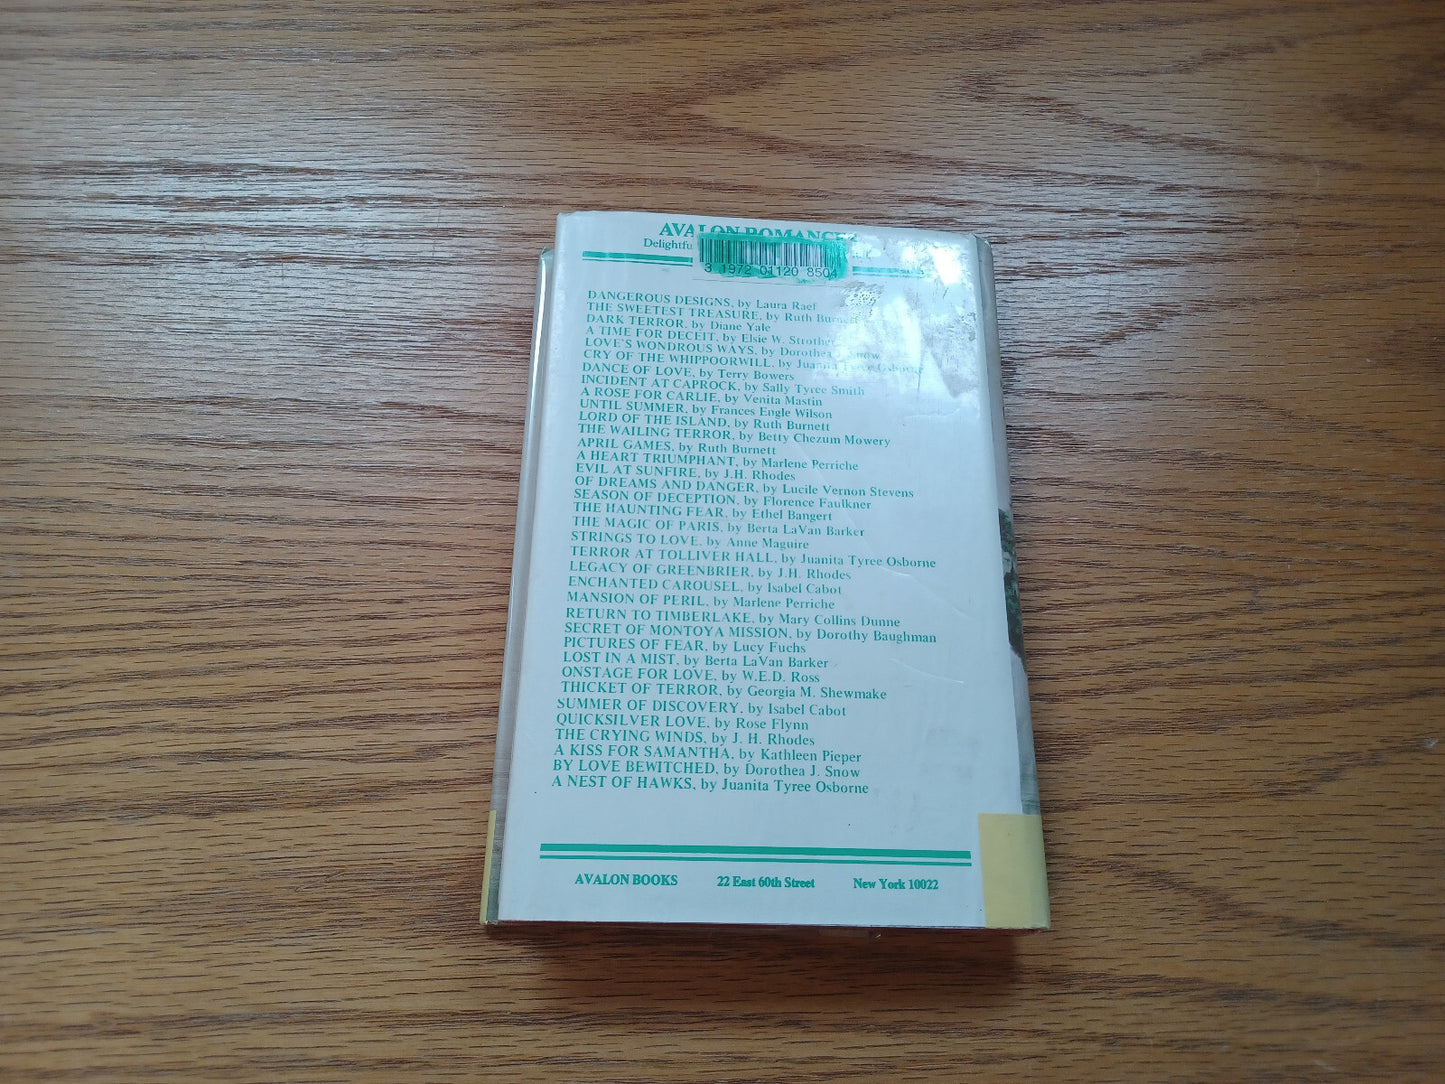 AVALON ROMANCES
Delightfu
3 1972 01120 8504
DANGEROUS DESIGNS, by Laura Raef
THE SWEETEST TREASURE, by Ruth Burnett
DARK TERROR, by Diane Yale
A TIME FOR DECEIT, by Elsie W. Strother
LOVE'S WONDROUS WAYS, by Dorothea J. Snow
CRY OF THE WHIPPOORWILL, by Juanita Tyree Osborne
DANCE OF LOVE, by Terry Bowers
INCIDENT AT CAPROCK, by Sally Tyree Smith
A ROSE FOR CARLIE, by Venita Mastin
UNTIL SUMMER, by Frances Engle Wilson
LORD OF THE ISLAND, by Ruth Burnett
THE WAILING TERROR, by Betty Chezum Mowery
APRIL GAMES, by Ruth Burnett
A HEART TRIUMPHANT, by Marlene Perriche
EVIL AT SUNFIRE, by J.H. Rhodes
OF DREAMS AND DANGER, by Lucile Vernon Stevens
SEASON OF DECEPTION, by Florence Faulkner
THE HAUNTING FEAR, by Ethel Bangert
THE MAGIC OF PARIS, by Berta LaVan Barker
STRINGS TO LOVE, by Anne Maguire
TERROR AT TOLLIVER HALL, by Juanita Tyree Osborne
LEGACY OF GREENBRIER, by J.H. Rhodes
ENCHANTED CAROUSEL, by Isabel Cabot
MANSION OF PERIL, by Marlene Perriche
RETURN TO TIMBERLAKE, by Mary Collins Dunne
SECRET OF MONTOYA MISSION, by Dorothy Baughman
PICTURES OF FEAR, by Lucy Fuchs
LOST IN A MIST, by Berta LaVan Barker
ONSTAGE FOR LOVE, by W.E.D. Ross
THICKET OF TERROR, by Georgia M. Shewmake
SUMMER OF DISCOVERY, by Isabel Cabot
QUICKSILVER LOVE, by Rose Flynn
THE CRYING WINDS, by J. H. Rhodes
A KISS FOR SAMANTHA, by Kathleen Pieper
BY LOVE BEWITCHED, by Dorothea J. Snow
A NEST OF HAWKS, by Juanita Tyree Osborne
AVALON BOOKS 22 East 60th Street New York 10022